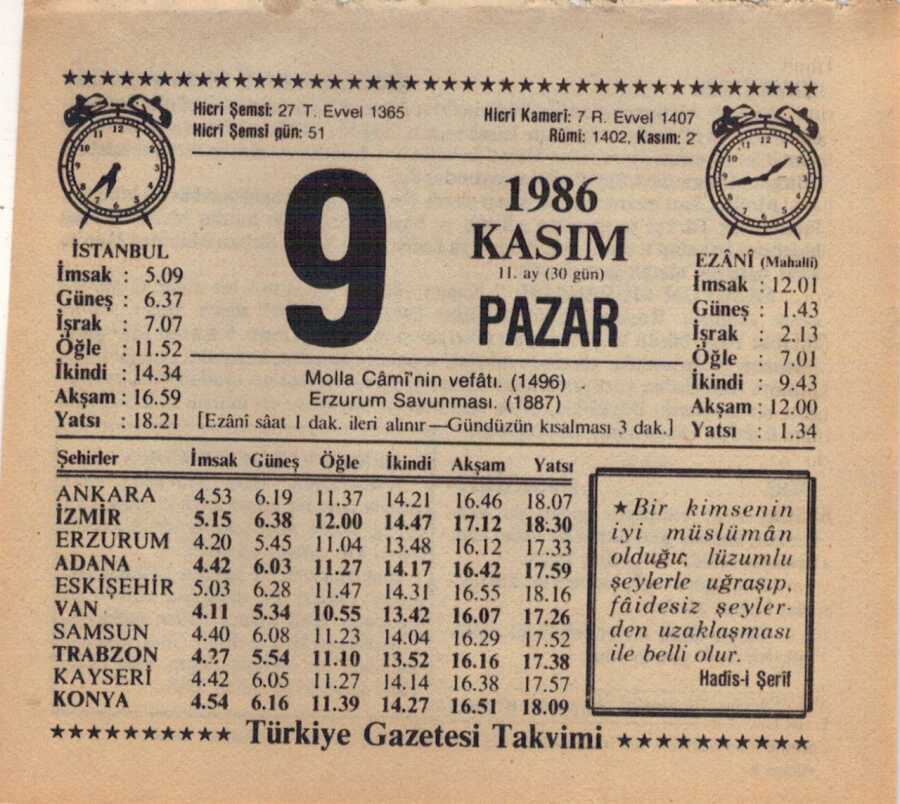 Hicri Şemsi: 27 T. Evvel 1365
Hicri Şemsi gün: 51
Hicri Kameri: 7 R. Evvel 1407
Rûmi: 1402, Kasım: 2
9
1986
KASIM
11. ay (30 gün)
PAZAR
İSTANBUL
İmsak : 5.09
Güneş : 6.37
İşrak : 7.07
Öğle : 11.52
İkindi : 14.34
Akşam : 16.59
Yatsı : 18.21
EZÂNÎ (Mahallî)
İmsak : 12.01
Güneş : 1.43
İşrak : 2.13
Öğle : 7.01
İkindi : 9.43
Akşam : 12.00
Yatsı : 1.34
Molla Câmî'nin vefâtı. (1496)
Erzurum Savunması. (1887)
[Ezânî sâat 1 dak. ileri alınır—Gündüzün kısalması 3 dak.]
Şehirler İmsak Güneş Öğle İkindi Akşam Yatsı
ANKARA 4.53 6.19 11.37 14.21 16.46 18.07
İZMİR 5.15 6.38 12.00 14.47 17.12 18.30
ERZURUM 4.20 5.45 11.04 13.48 16.12 17.33
ADANA 4.42 6.03 11.27 14.17 16.42 17.59
ESKİŞEHİR 5.03 6.28 11.47 14.31 16.55 18.16
VAN 4.11 5.34 10.55 13.42 16.07 17.26
SAMSUN 4.40 6.08 11.23 14.04 16.29 17.52
TRABZON 4.27 5.54 11.10 13.52 16.16 17.38
KAYSERİ 4.42 6.05 11.27 14.14 16.38 17.57
KONYA 4.54 6.16 11.39 14.27 16.51 18.09
★Bir kimsenin
iyi müslümân
olduğu, lüzumlu
şeylerle uğraşıp,
fâidesiz şeyler-
den uzaklaşması
ile belli olur.
Hadis-i Şerif
Türkiye Gazetesi Takvimi